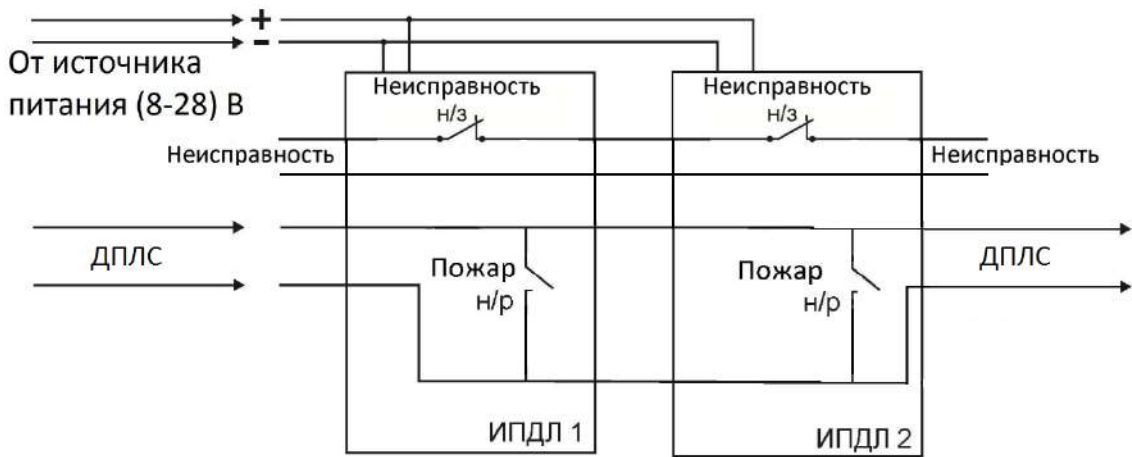 +
-
От источника
питания (8-28) В
Неисправность
н/з
Неисправность
н/з
Неисправность
Неисправность
ДПЛС
Пожар
н/р
Пожар
н/р
ДПЛС
ИПДЛ 1
ИПДЛ 2